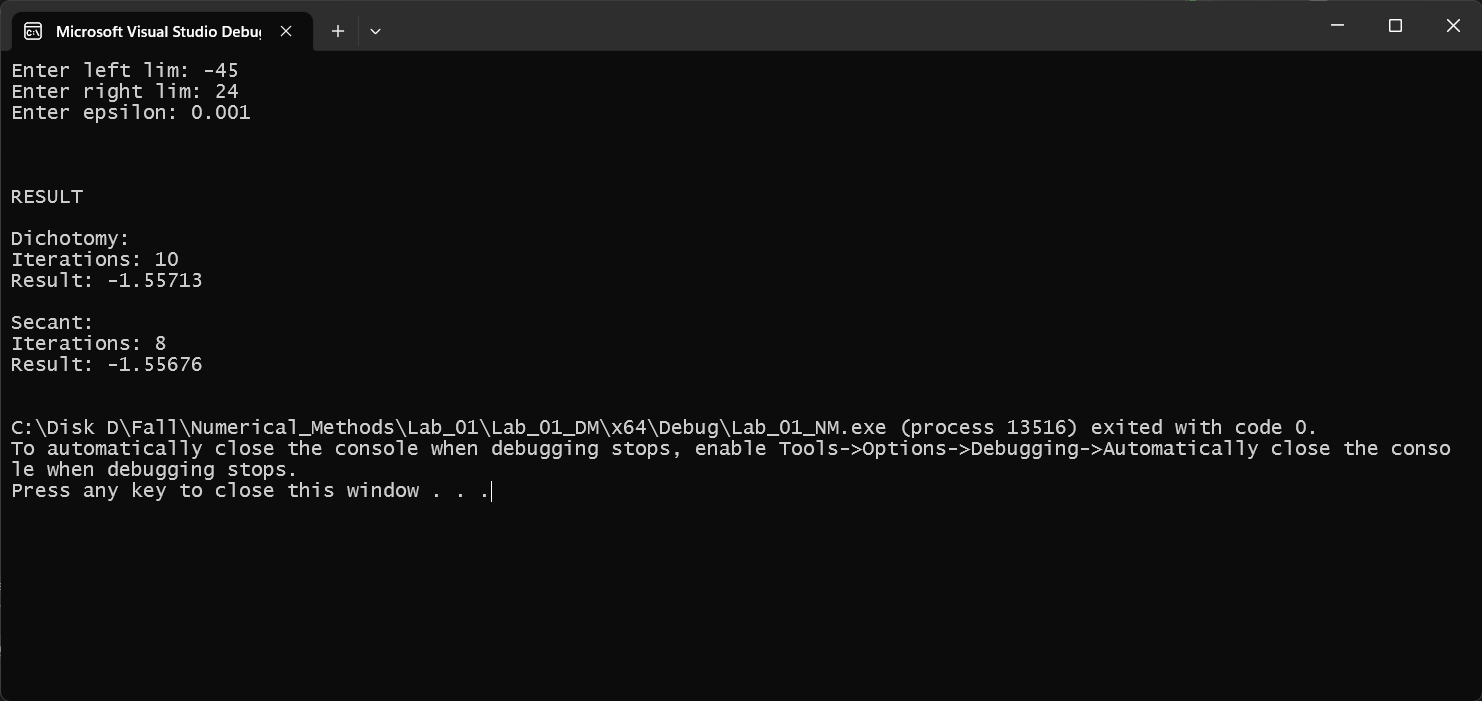 Microsoft Visual Studio Debu
Enter left lim: -45
Enter right lim: 24
Enter epsilon: 0.001
RESULT
Dichotomy:
Iterations: 10
Result: -1.55713
Secant:
Iterations: 8
Result: -1.55676
C:\Disk D\Fall\Numerical_Methods\Lab_01\Lab_01_DM\x64\Debug\Lab_01_NM.exe (process 13516) exited with code 0.
To automatically close the console when debugging stops, enable Tools->Options->Debugging->Automatically close the conso
le when debugging stops.
Press any key to close this window . . .